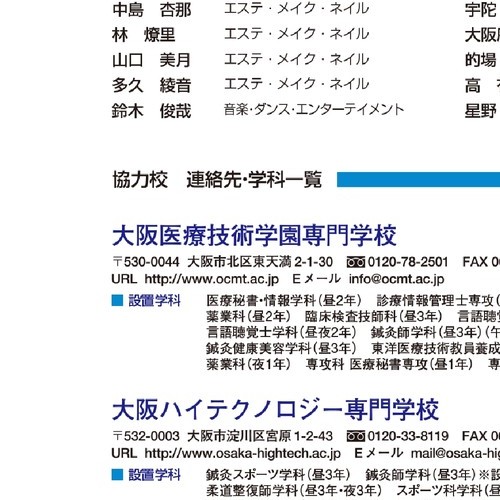 中島　杏那　エステ・メイク・ネイル　宇陀
林　燎里　エステ・メイク・ネイル　大阪
山口　美月　エステ・メイク・ネイル　的場
多久　綾音　エステ・メイク・ネイル　高
鈴木　俊哉　音楽・ダンス・エンターテイメント　星野
協力校　連絡先・学科一覧
大阪医療技術学園専門学校
〒530-0044 大阪市北区東天満2-1-30 0120-78-2501 FAX 0
URL http://www.ocmt.ac.jp Eメール info@ocmt.ac.jp
■ 設置学科　医療秘書・情報学科（昼2年）　診療情報管理士専攻（
薬業科（昼2年）　臨床検査技師科（昼3年）　言語聴
言語聴覚士学科（昼夜2年）　鍼灸師学科（昼3年）（午
鍼灸健康美容学科（昼3年）　東洋医療技術教員養成
薬業科（夜1年）　専攻科 医療秘書専攻（昼1年）　専
大阪ハイテクノロジー専門学校
〒532-0003 大阪市淀川区宮原1-2-43 0120-33-8119 FAX 0
URL http://www.osaka-hightech.ac.jp Eメール mail@osaka-hig
■ 設置学科　鍼灸スポーツ学科（昼3年）　鍼灸師学科（昼3年）※設
柔道整復師学科（昼3年・夜3年）　スポーツ科学科（昼